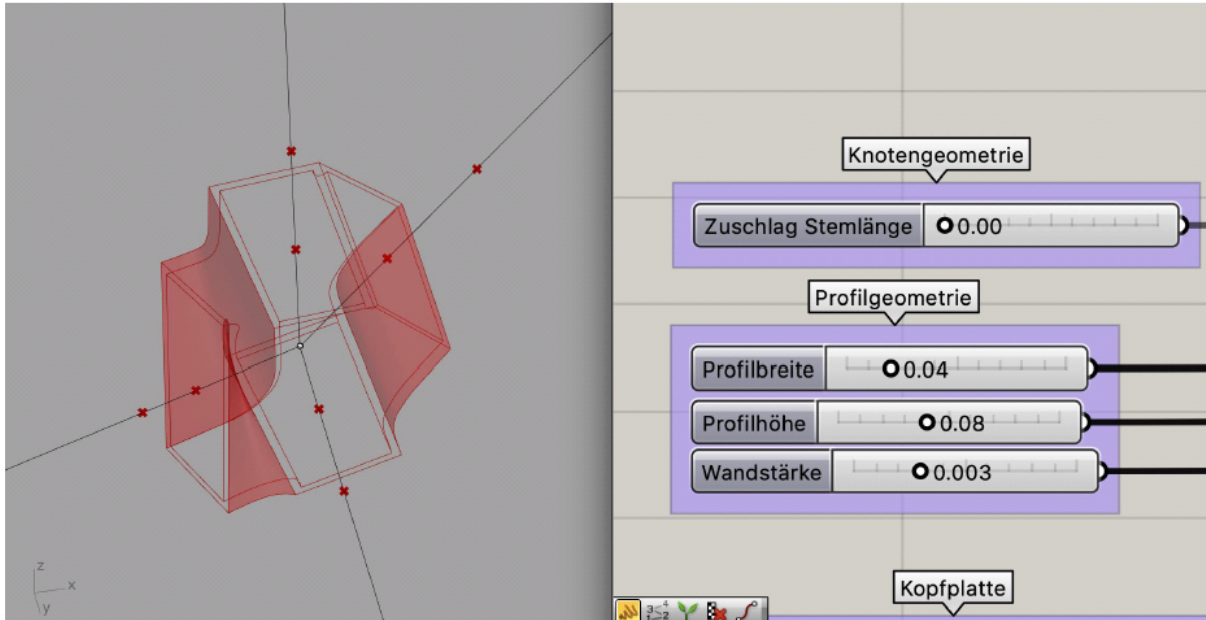 Knotengeometrie
Zuschlag Stemlänge 0.00
Profilgeometrie
Profilbreite 0.04
Profilhöhe 0.08
Wandstärke 0.003
Kopfplatte
z
x
y